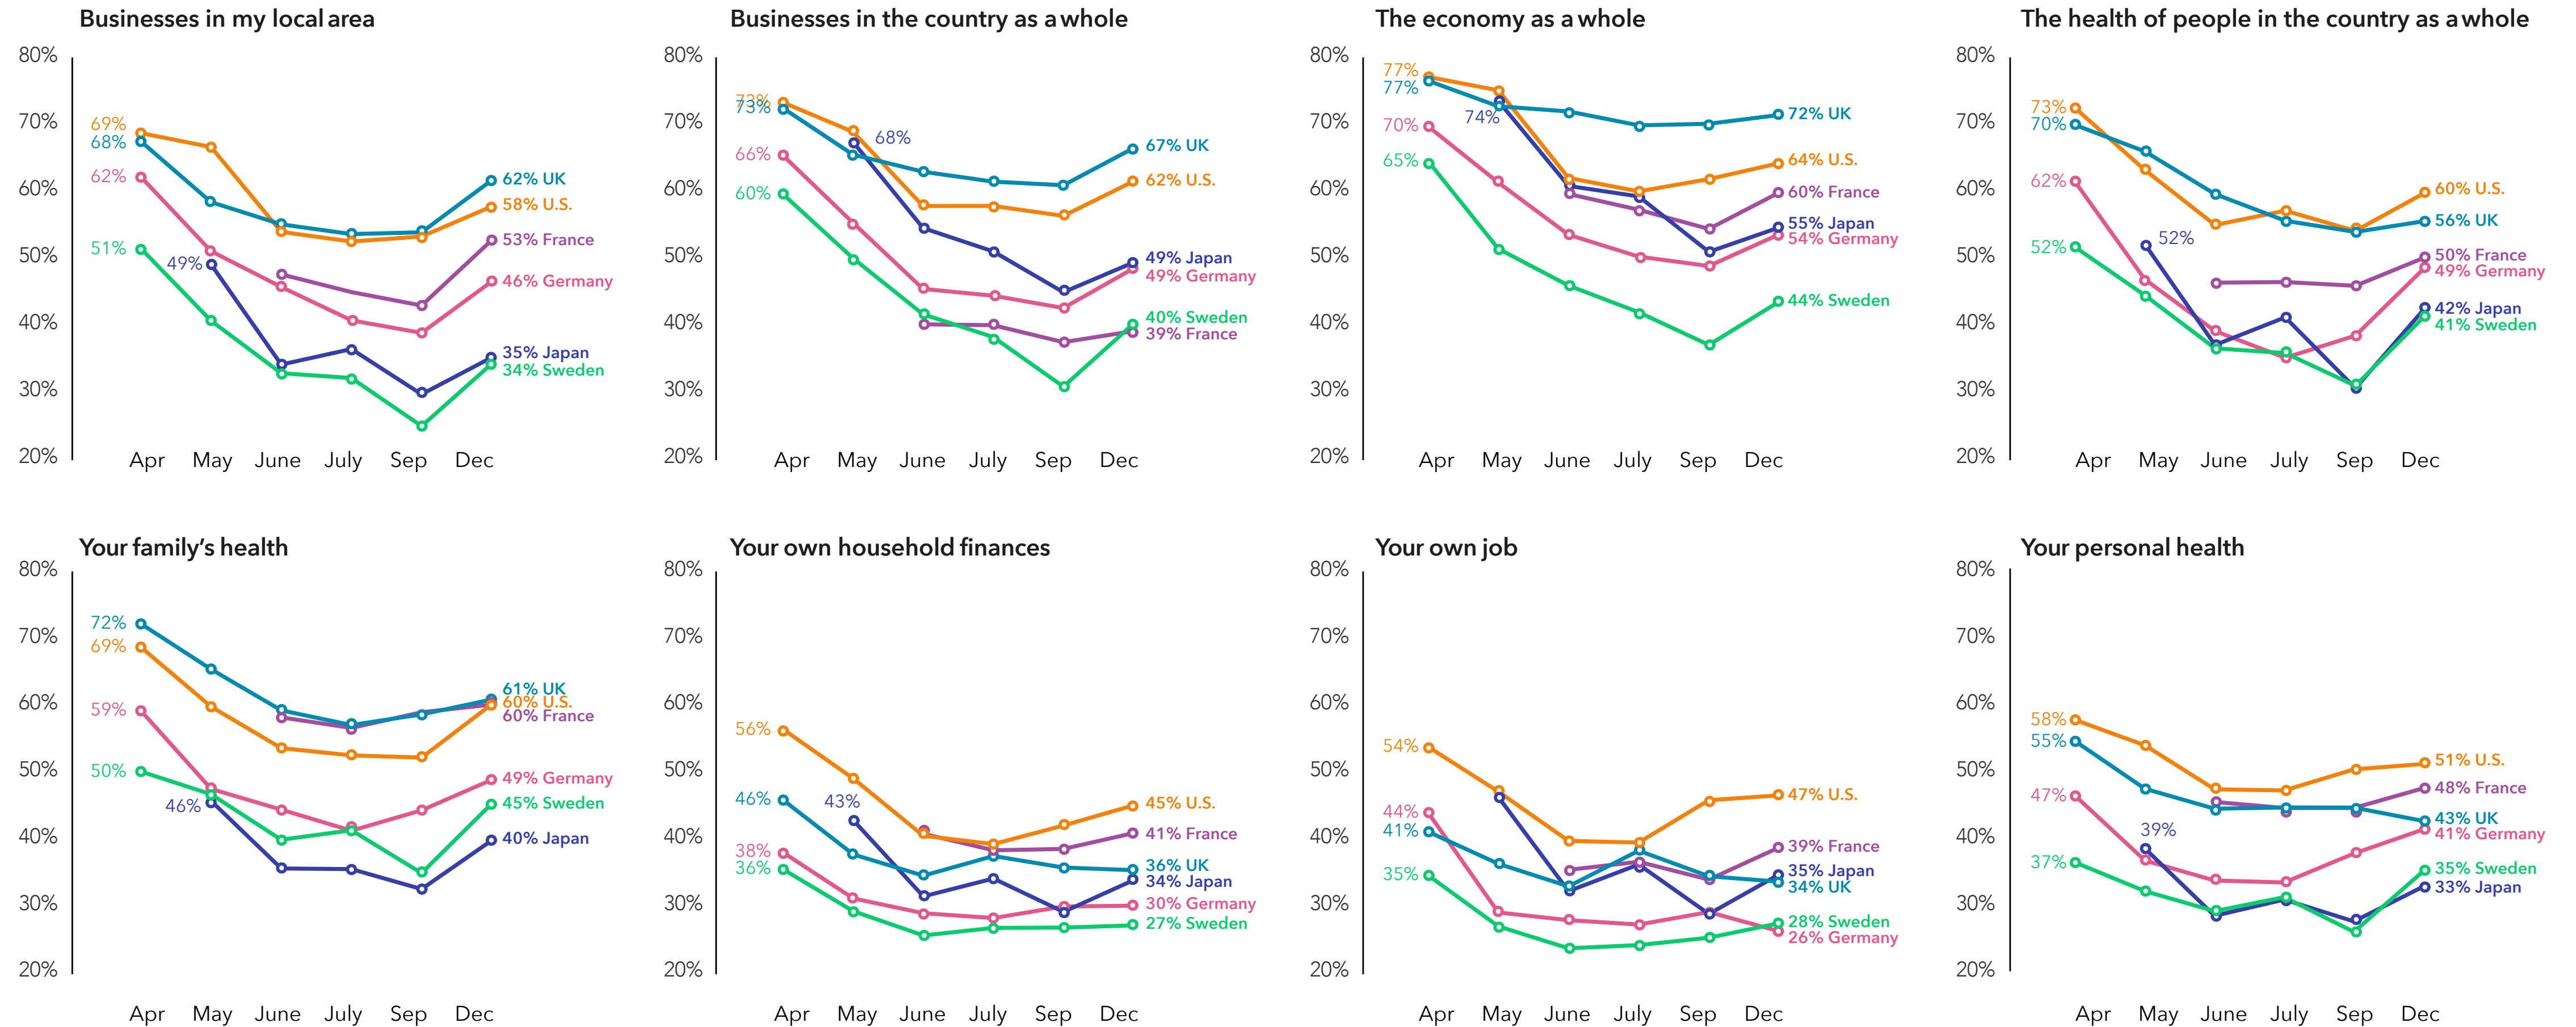 Businesses in my local area
80%
70%
60%
50%
40%
30%
20%
69%
68%
62%
51%
49%
62% UK
58% U.S.
53% France
46% Germany
35% Japan
34% Sweden
Apr May June July Sep Dec
Businesses in the country as a whole
80%
70%
60%
50%
40%
30%
20%
73%
73%
68%
66%
60%
67% UK
62% U.S.
49% Japan
49% Germany
40% Sweden
39% France
Apr May June July Sep Dec
The economy as a whole
80%
70%
60%
50%
40%
30%
20%
77%
77%
74%
70%
65%
72% UK
64% U.S.
60% France
55% Japan
54% Germany
44% Sweden
Apr May June July Sep Dec
The health of people in the country as a whole
80%
70%
60%
50%
40%
30%
20%
73%
70%
62%
52%
52%
60% U.S.
56% UK
50% France
49% Germany
42% Japan
41% Sweden
Apr May June July Sep Dec
Your family’s health
80%
70%
60%
50%
40%
30%
20%
72%
69%
59%
50%
46%
61% UK
60% U.S.
60% France
49% Germany
45% Sweden
40% Japan
Apr May June July Sep Dec
Your own household finances
80%
70%
60%
50%
40%
30%
20%
56%
46%
43%
38%
36%
45% U.S.
41% France
36% UK
34% Japan
30% Germany
27% Sweden
Apr May June July Sep Dec
Your own job
80%
70%
60%
50%
40%
30%
20%
54%
44%
41%
35%
47% U.S.
39% France
35% Japan
34% UK
28% Sweden
26% Germany
Apr May June July Sep Dec
Your personal health
80%
70%
60%
50%
40%
30%
20%
58%
55%
47%
39%
37%
51% U.S.
48% France
43% UK
41% Germany
35% Sweden
33% Japan
Apr May June July Sep Dec